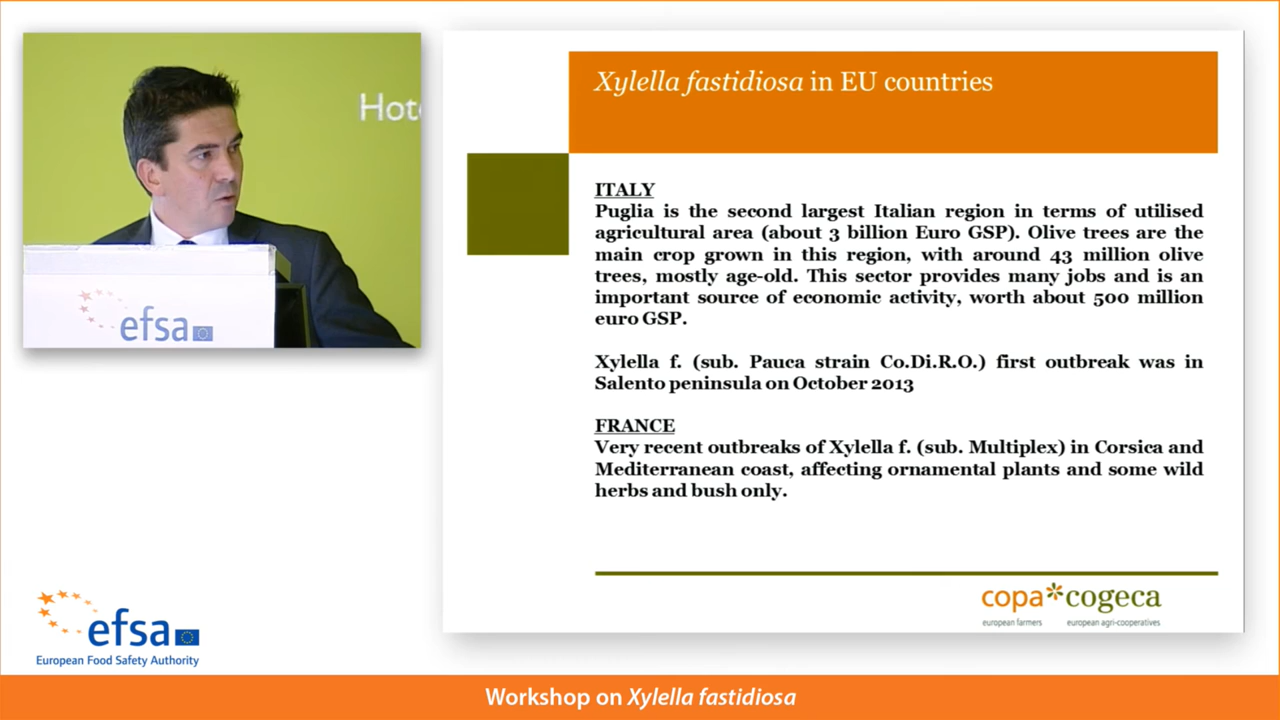 Hot
efsa
Xylella fastidiosa in EU countries
ITALY
Puglia is the second largest Italian region in terms of utilised
agricultural area (about 3 billion Euro GSP). Olive trees are the
main crop grown in this region, with around 43 million olive
trees, mostly age-old. This sector provides many jobs and is an
important source of economic activity, worth about 500 million
euro GSP.
Xylella f. (sub. Pauca strain Co.Di.R.O.) first outbreak was in
Salento peninsula on October 2013
FRANCE
Very recent outbreaks of Xylella f. (sub. Multiplex) in Corsica and
Mediterranean coast, affecting ornamental plants and some wild
herbs and bush only.
copa*cogeca
european farmers european agri-cooperatives
efsa
European Food Safety Authority
Workshop on Xylella fastidiosa